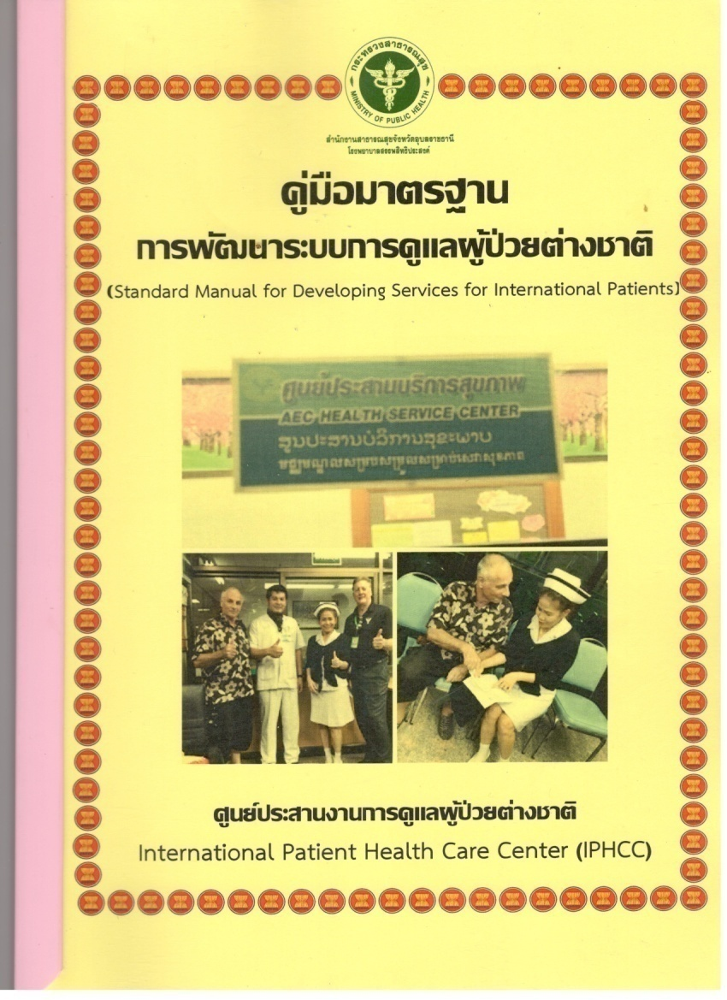 กระทรวงสาธารณสุข
MINISTRY OF PUBLIC HEALTH
สำนักงานสาธารณสุขจังหวัดอุบลราชธานี
โรงพยาบาลสรรพสิทธิประสงค์
คู่มือมาตรฐาน
การพัฒนาระบบการดูแลผู้ป่วยต่างชาติ
(Standard Manual for Developing Services for International Patients)
ศูนย์ประสานบริการสุขภาพ
AEC HEALTH SERVICE CENTER
ສູນປະສານບໍລິການສຸຂະພາບ
ศูนย์ประสานงานการดูแลผู้ป่วยต่างชาติ
International Patient Health Care Center (IPHCC)